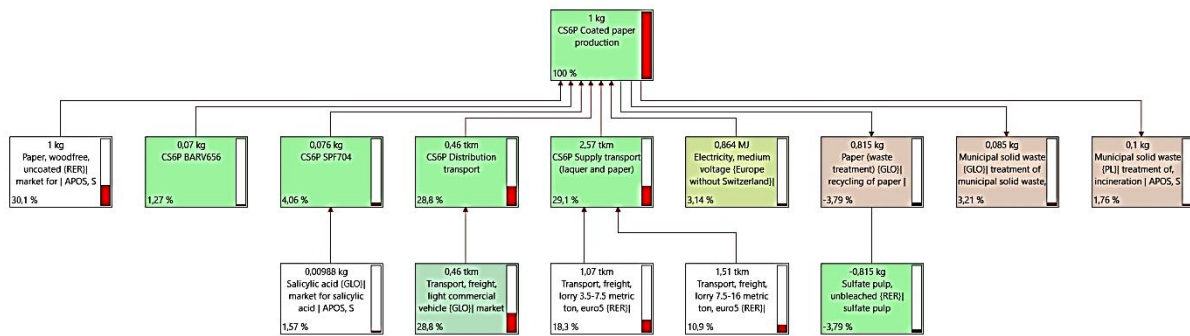 1 kg
CS6P Coated paper
production
100 %
1 kg
Paper, woodfree,
uncoated {RER}|
market for | APOS, S
30,1 %
0,07 kg
CS6P BARV656
1,27 %
0,076 kg
CS6P SPF704
4,06 %
0,46 tkm
CS6P Distribution
transport
28,8 %
2,57 tkm
CS6P Supply transport
(laquer and paper)
29,1 %
0,864 MJ
Electricity, medium
voltage {Europe
without Switzerland}|
3,14 %
0,815 kg
Paper (waste
treatment) {GLO}|
recycling of paper |
-3,79 %
0,085 kg
Municipal solid waste
{GLO}| treatment of
municipal solid waste,
3,21 %
0,1 kg
Municipal solid waste
{PL}| treatment of,
incineration | APOS, S
1,76 %
0,00988 kg
Salicylic acid {GLO}|
market for salicylic
acid | APOS, S
1,57 %
0,46 tkm
Transport, freight,
light commercial
vehicle {GLO}| market
28,8 %
1,07 tkm
Transport, freight,
lorry 3.5-7.5 metric
ton, euro5 {RER}|
18,3 %
1,51 tkm
Transport, freight,
lorry 7.5-16 metric
ton, euro5 {RER}|
10,9 %
-0,815 kg
Sulfate pulp,
unbleached {RER}|
sulfate pulp
-3,79 %